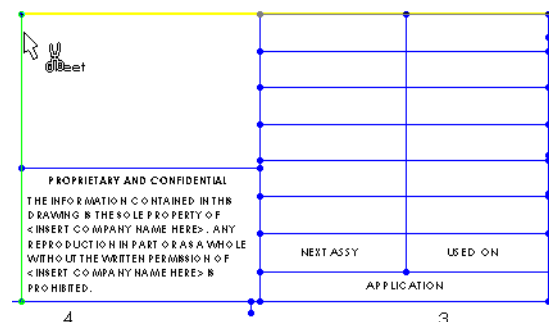 PROPRIETARY AND CONFIDENTIAL
THE INFORMATION CONTAINED IN THIS
DRAWING IS THE SOLE PROPERTY OF
<INSERT COMPANY NAME HERE>. ANY
REPRODUCTION IN PART OR AS A WHOLE
WITHOUT THE WRITTEN PERMISSION OF
<INSERT COMPANY NAME HERE> IS
PROHIBITED.
NEXT ASSY USED ON
APPLICATION
4 3